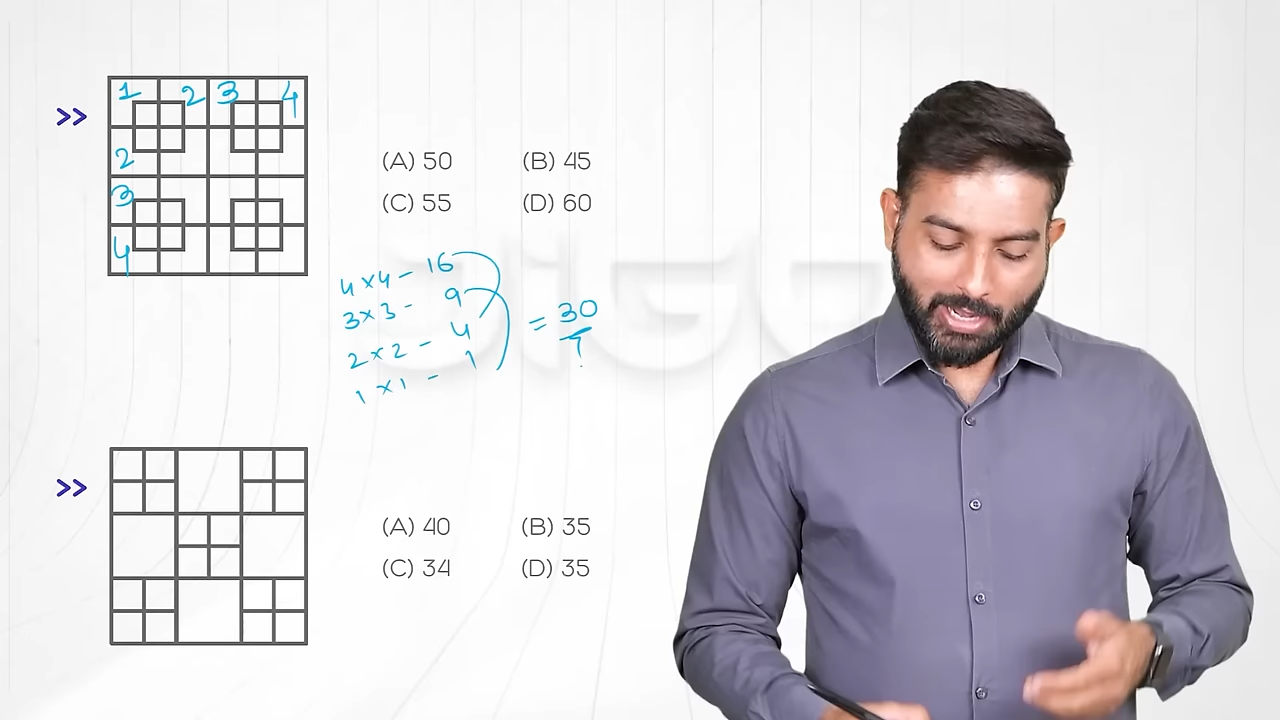 >>
1 2 3 4
2
3
4
(A) 50 (B) 45
(C) 55 (D) 60
4×4 - 16
3×3 - 9
2×2 - 4
1×1 - 1
= 30
?
>>
(A) 40 (B) 35
(C) 34 (D) 35